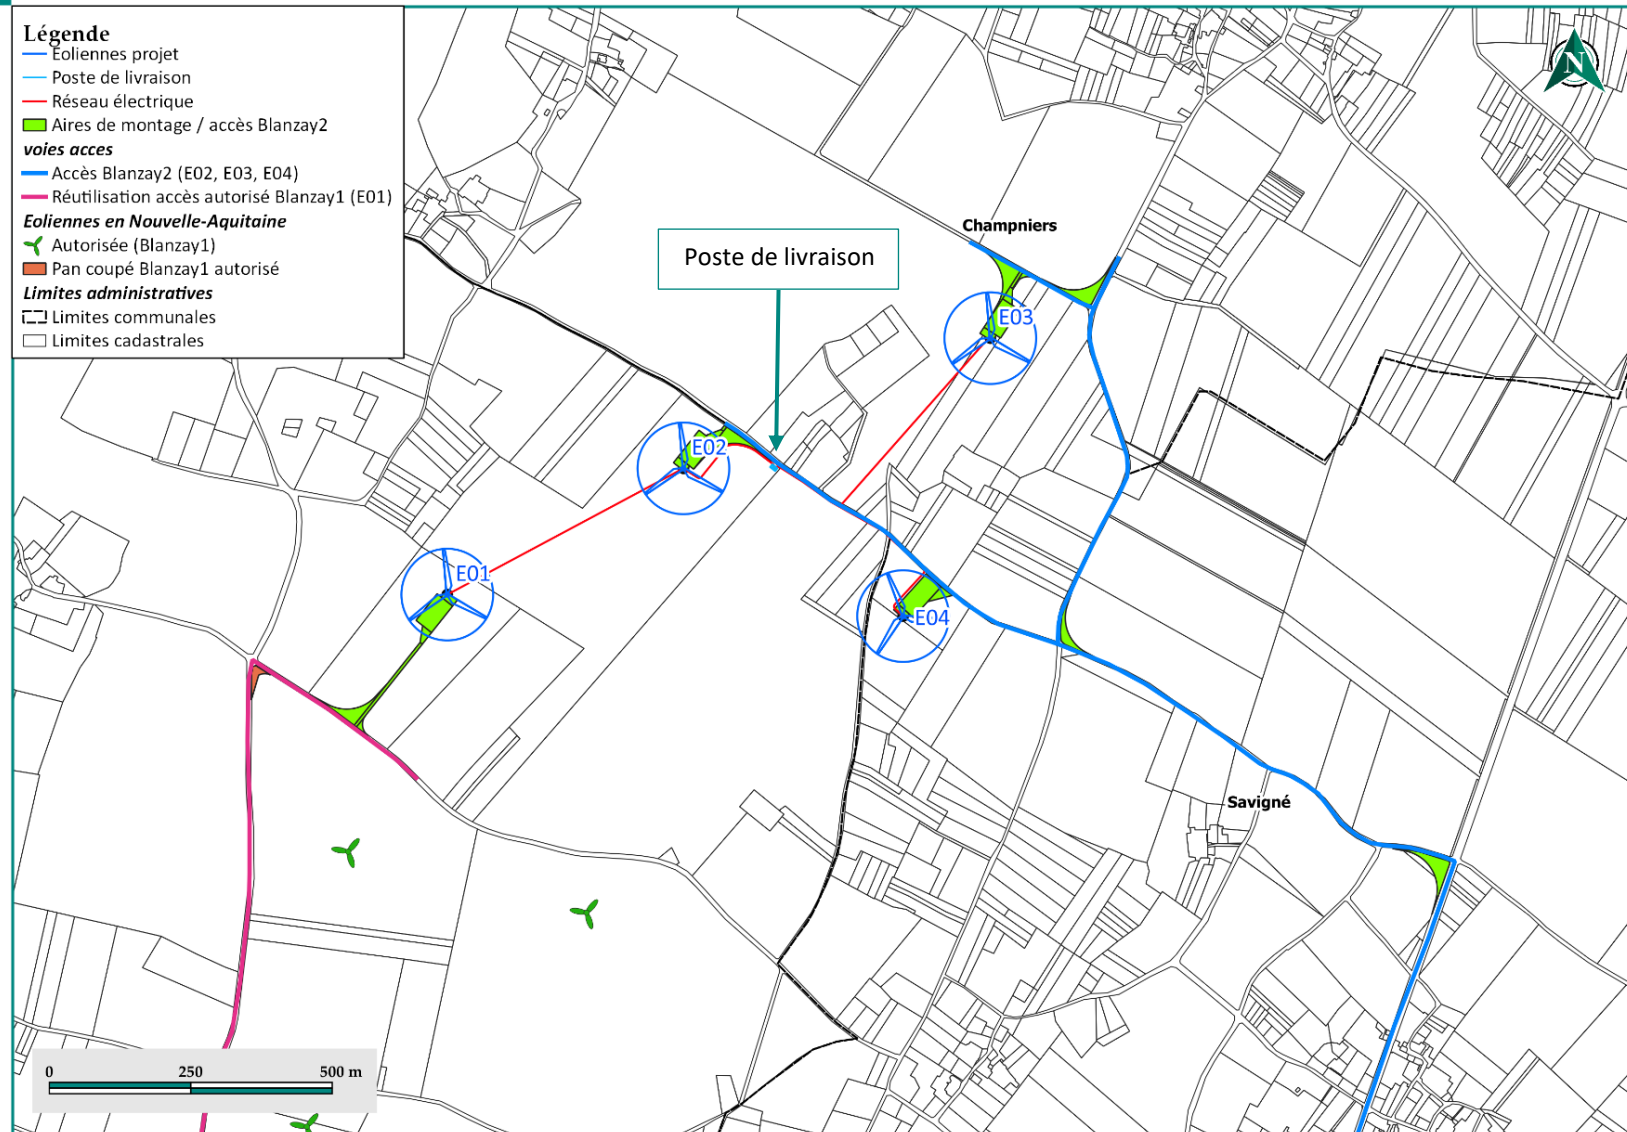 Légende
Eoliennes projet
Poste de livraison
Réseau électrique
Aires de montage / accès Blanzay2
voies acces
Accès Blanzay2 (E02, E03, E04)
Réutilisation accès autorisé Blanzay1 (E01)
Eoliennes en Nouvelle-Aquitaine
Autorisée (Blanzay1)
Pan coupé Blanzay1 autorisé
Limites administratives
Limites communales
Limites cadastrales
N
Champniers
Poste de livraison
E03
E02
E01
E04
Savigné
0 250 500 m